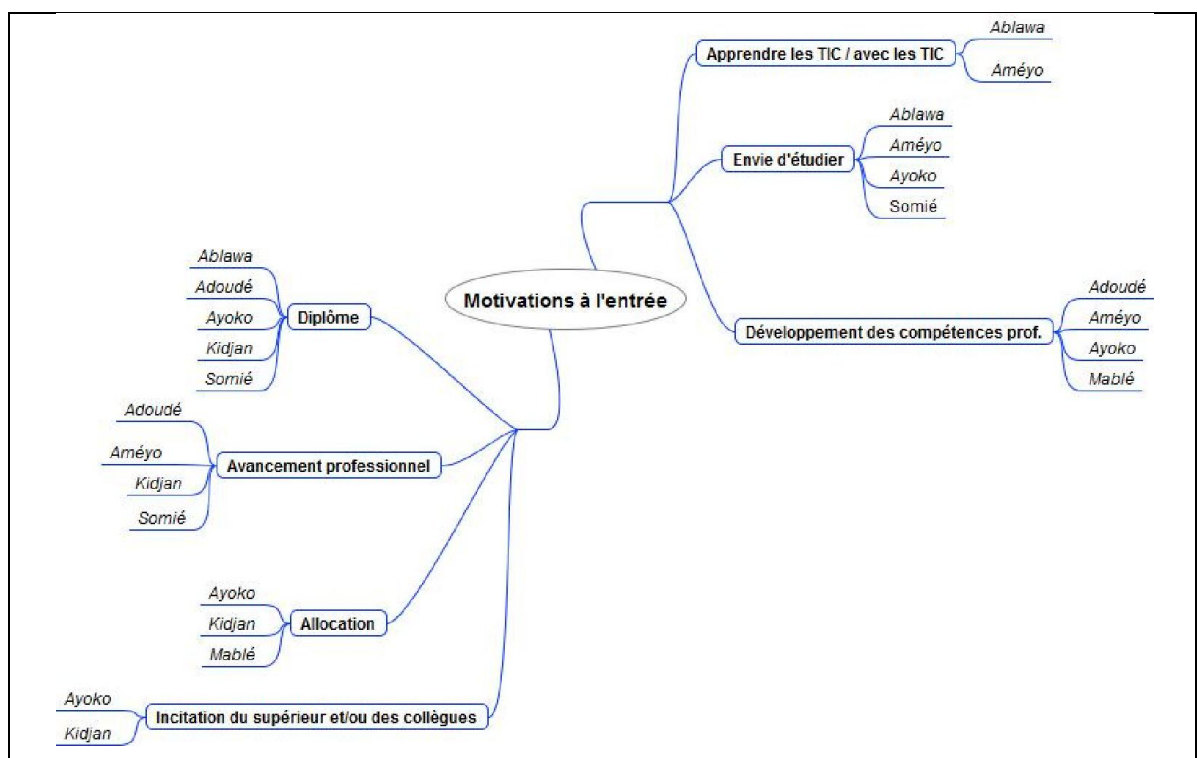 Motivations à l'entrée
Apprendre les TIC / avec les TIC
Ablawa
Améyo
Envie d'étudier
Ablawa
Améyo
Ayoko
Somié
Développement des compétences prof.
Adoudé
Améyo
Ayoko
Mablé
Diplôme
Ablawa
Adoudé
Ayoko
Kidjan
Somié
Avancement professionnel
Adoudé
Améyo
Kidjan
Somié
Allocation
Ayoko
Kidjan
Mablé
Incitation du supérieur et/ou des collègues
Ayoko
Kidjan